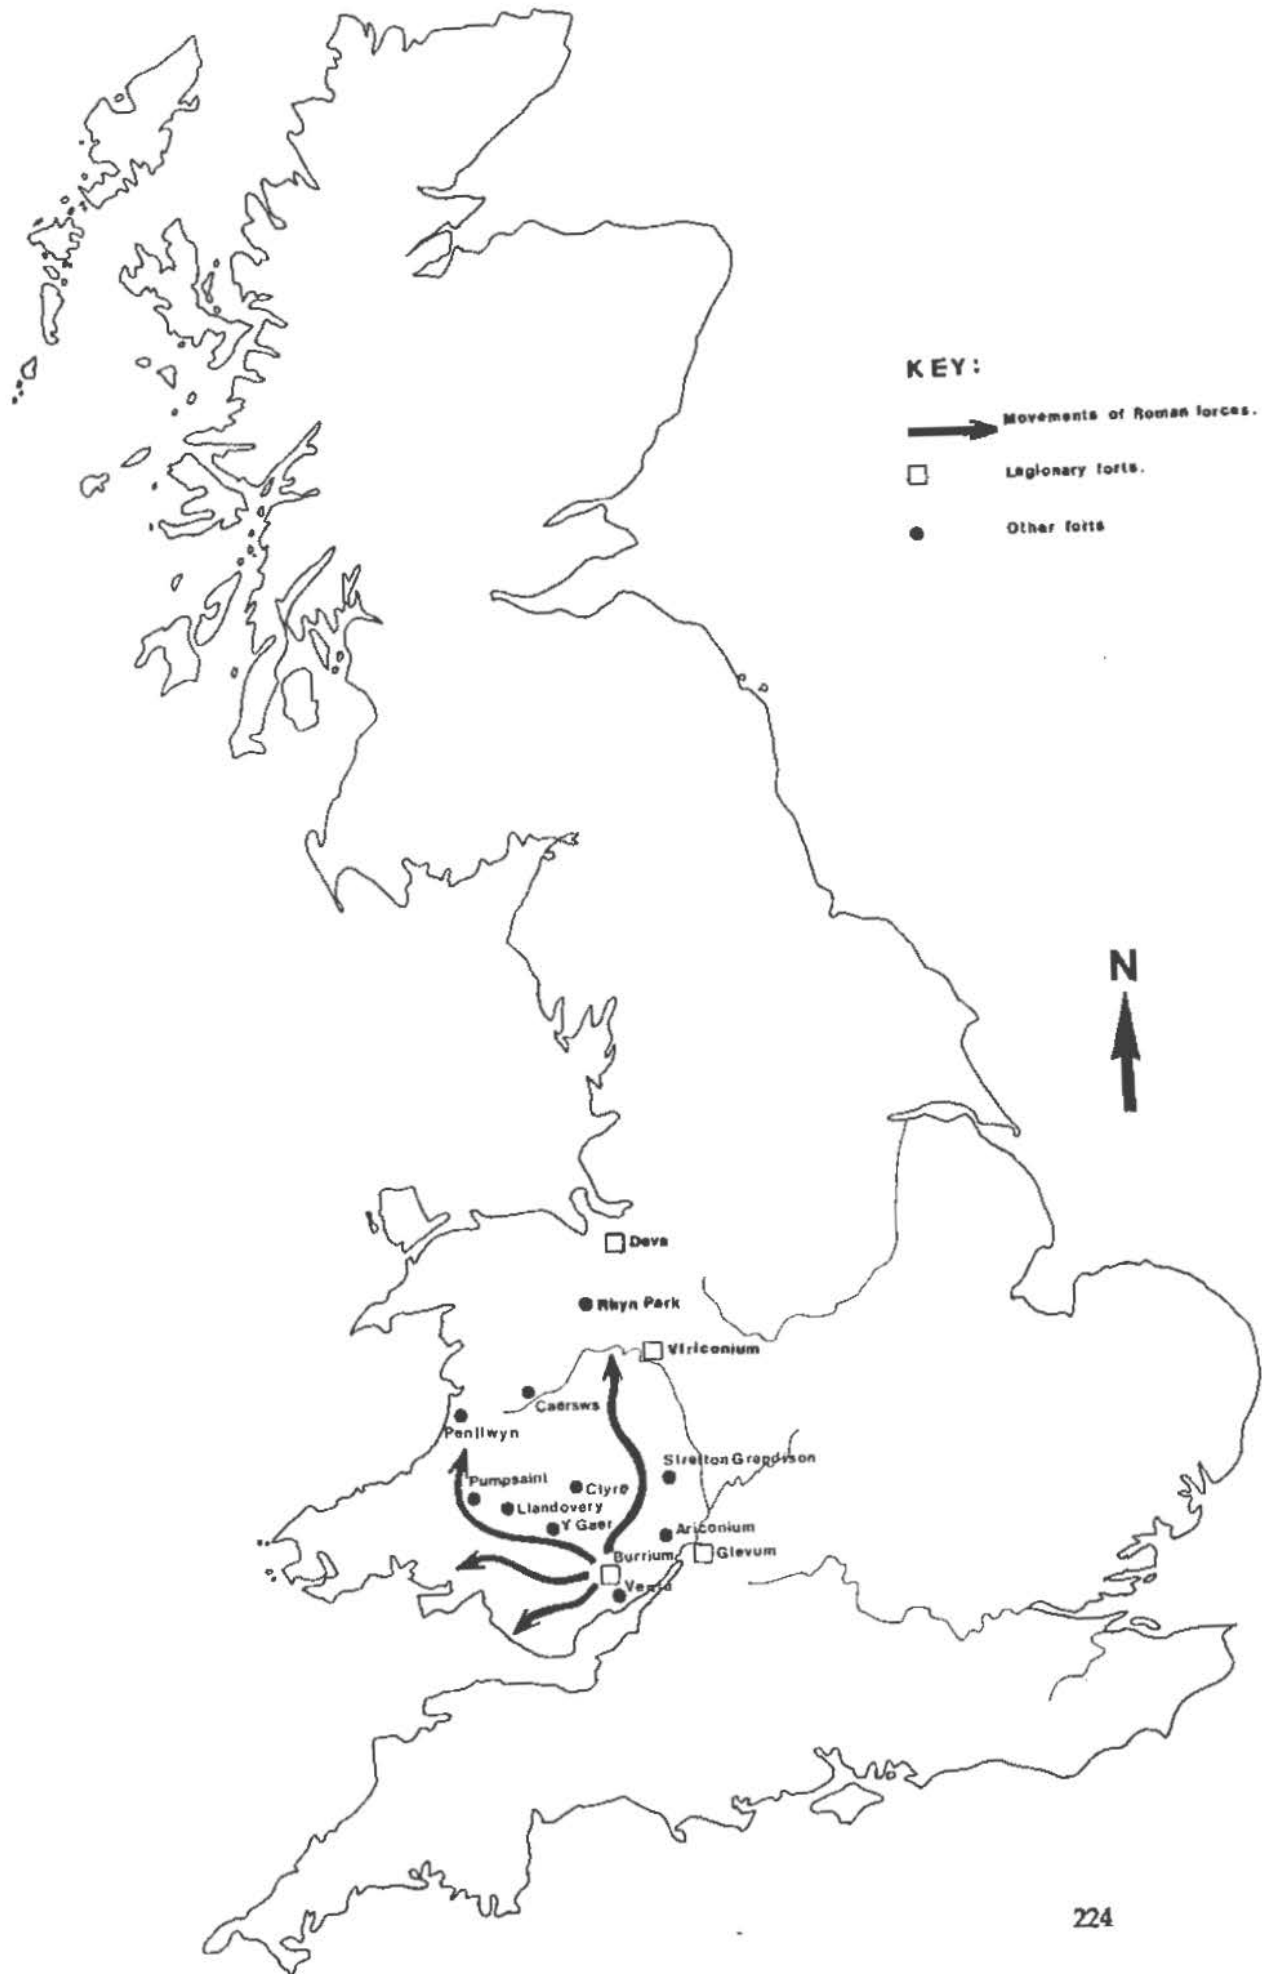 KEY:
Movements of Roman forces.
Legionary forts.
Other forts
N
Deva
Rhyn Park
Viriconium
Caersws
Penllwyn
Stretton Grandison
Pumpsaint
Clyro
Llandovery
Y Gaer
Ariconium
Burrium
Glevum
Venta
224